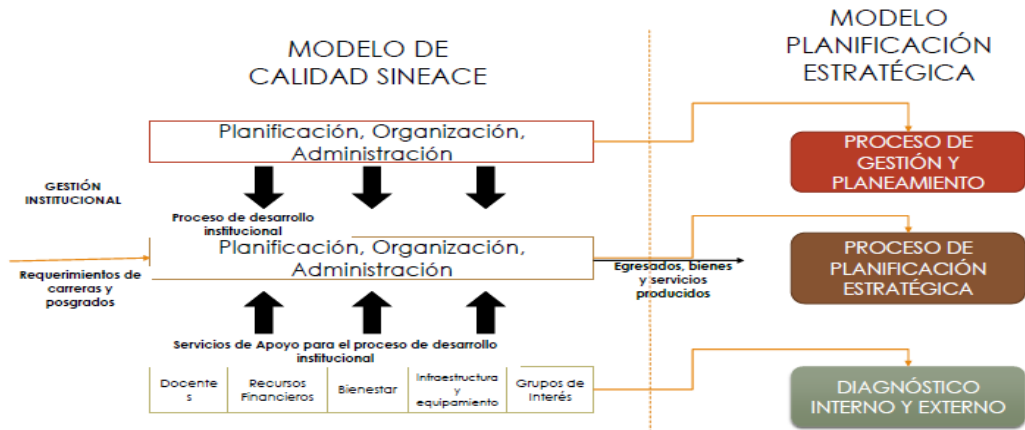 MODELO DE
CALIDAD SINEACE
MODELO
PLANIFICACIÓN
ESTRATÉGICA
Planificación, Organización,
Administración
PROCESO DE
GESTIÓN Y
PLANEAMIENTO
GESTIÓN
INSTITUCIONAL
Proceso de desarrollo
institucional
Planificación, Organización,
Administración
Requerimientos de
carreras y
posgrados
Egresados, bienes
y servicios
producidos
PROCESO DE
PLANIFICACIÓN
ESTRATÉGICA
Servicios de Apoyo para el proceso de desarrollo
institucional
Docente
s
Recursos
Financieros
Bienestar
Infraestructura
y
equipamiento
Grupos de
Interés
DIAGNÓSTICO
INTERNO Y EXTERNO